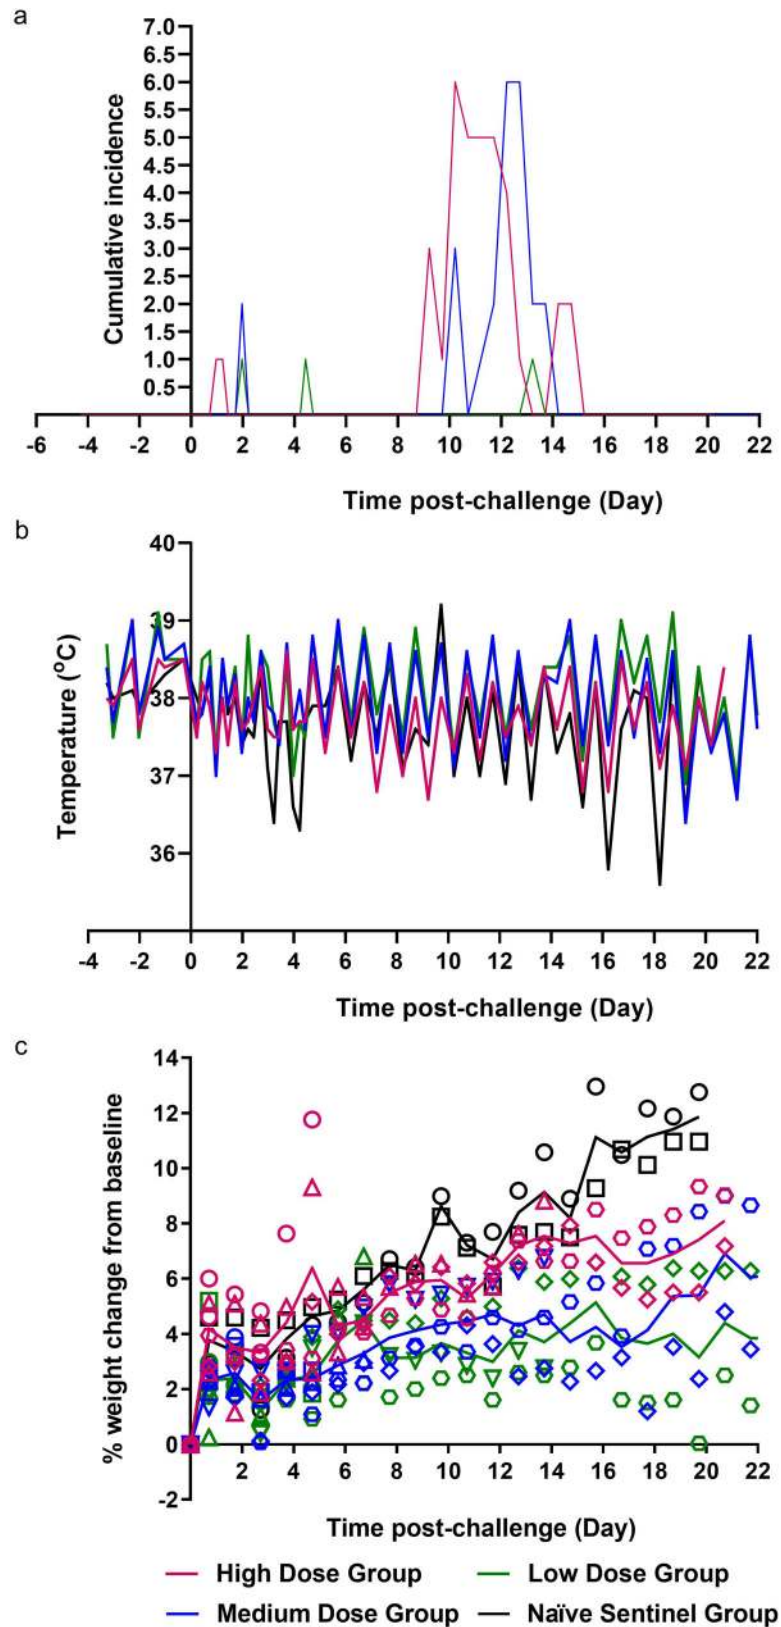 a
7.0
6.0
5.0
4.5
4.0
3.5
3.0
2.5
2.0
1.5
1.0
0.5
Cumulative incidence
-6 -4 -2 0 2 4 6 8 10 12 14 16 18 20 22
Time post-challenge (Day)
b
40
39
38
37
36
Temperature (°C)
-4 -2 0 2 4 6 8 10 12 14 16 18 20 22
Time post-challenge (Day)
c
14
12
10
8
6
4
2
0
-2
% weight change from baseline
2 4 6 8 10 12 14 16 18 20 22
Time post-challenge (Day)
High Dose Group Low Dose Group
Medium Dose Group Naïve Sentinel Group